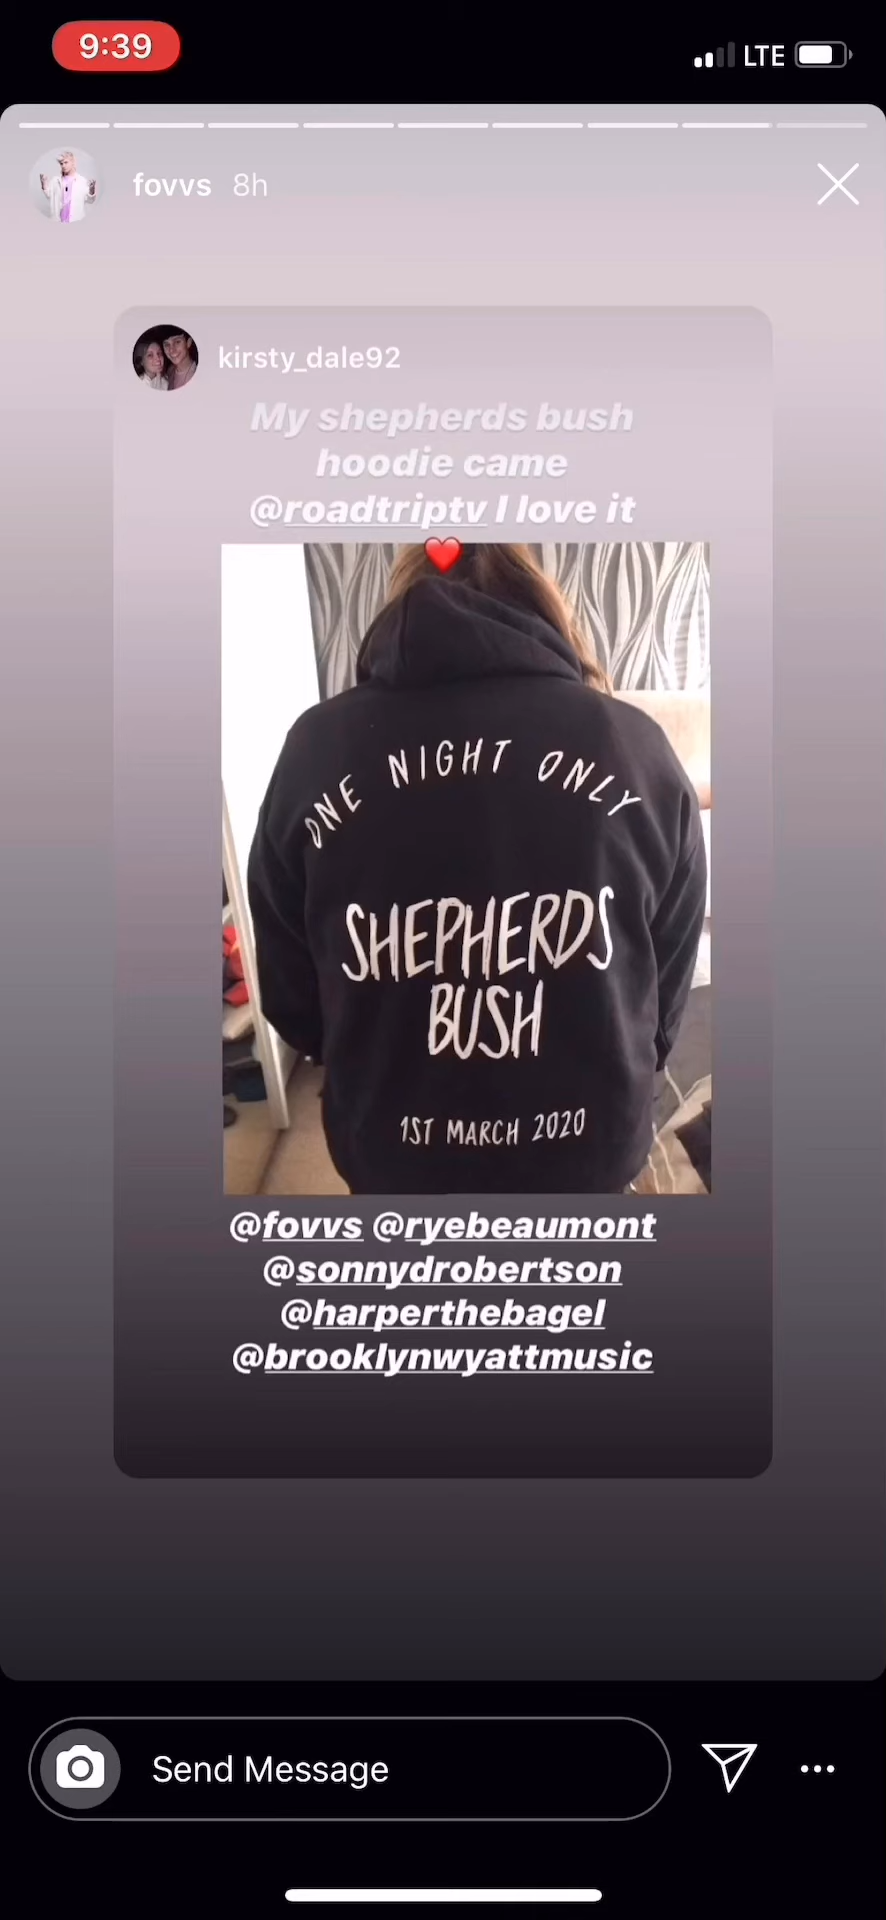 9:39
LTE
fovvs 8h
kirsty_dale92
My shepherds bush
hoodie came
@roadtriptv I love it
ONE NIGHT ONLY
SHEPHERDS
BUSH
1ST MARCH 2020
@fovvs @ryebeaumont
@sonnydrobertson
@harperthebagel
@brooklynwyattmusic
Send Message